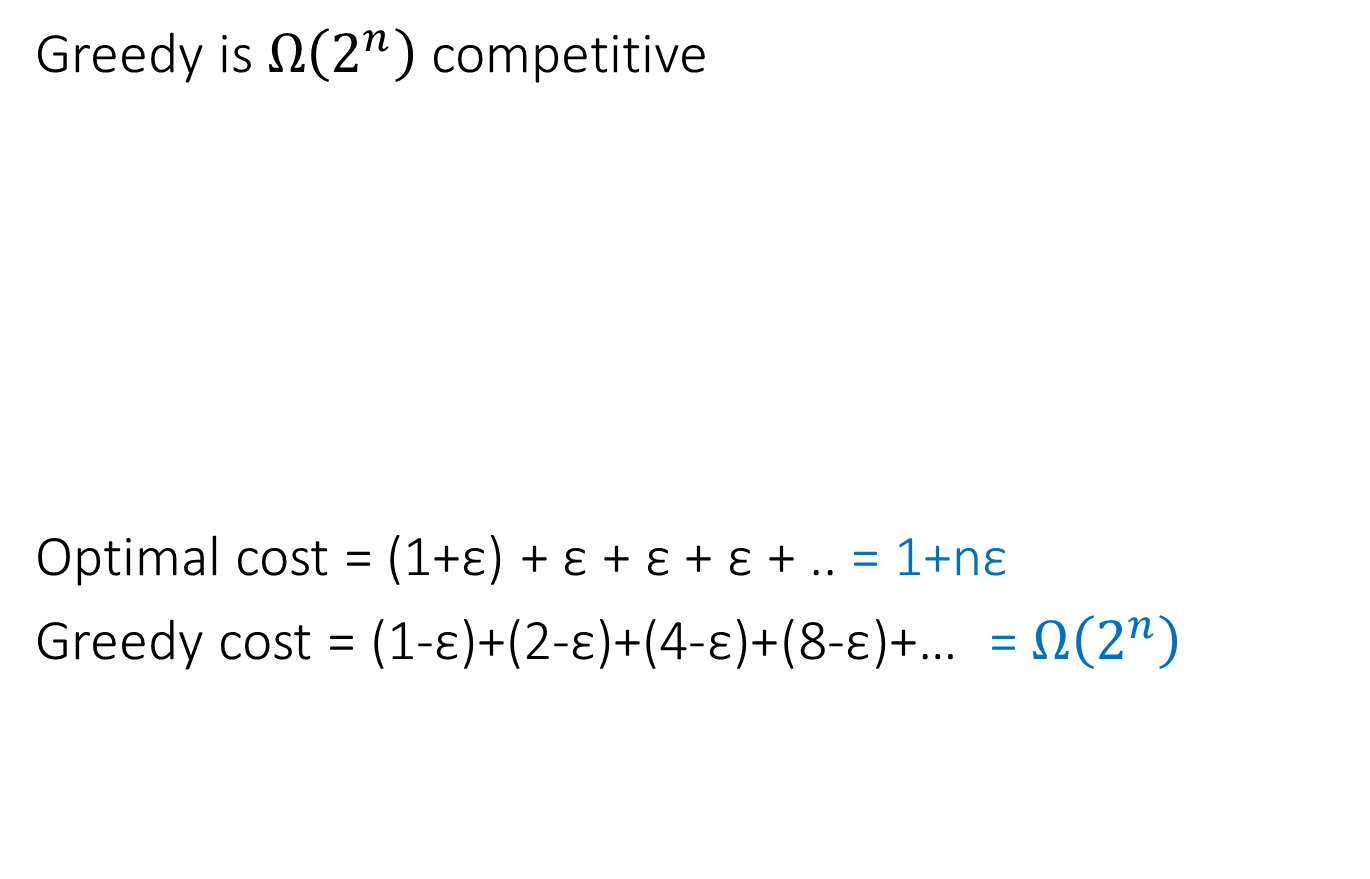 Greedy is Ω(2ⁿ) competitive
Optimal cost = (1+ε) + ε + ε + ε + .. = 1+nε
Greedy cost = (1-ε)+(2-ε)+(4-ε)+(8-ε)+... = Ω(2ⁿ)